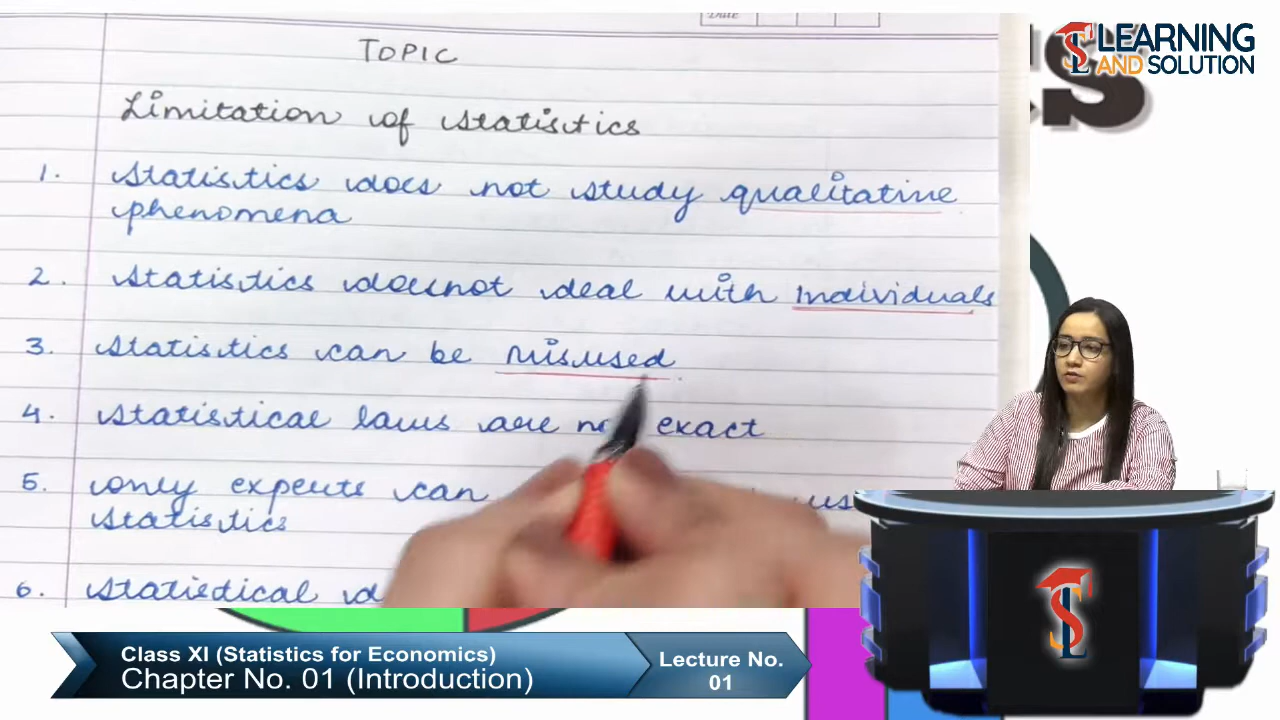 Date
TOPIC
Limitation of statistics
1. Statistics does not study qualitative
phenomena
2. Statistics doesnot deal with individuals
3. Statistics can be misused
4. Statistical laws are exact
5. Only experts can
statistics
6. Statistical
LEARNING
AND SOLUTION
Class XI (Statistics for Economics)
Chapter No. 01 (Introduction)
Lecture No.
01